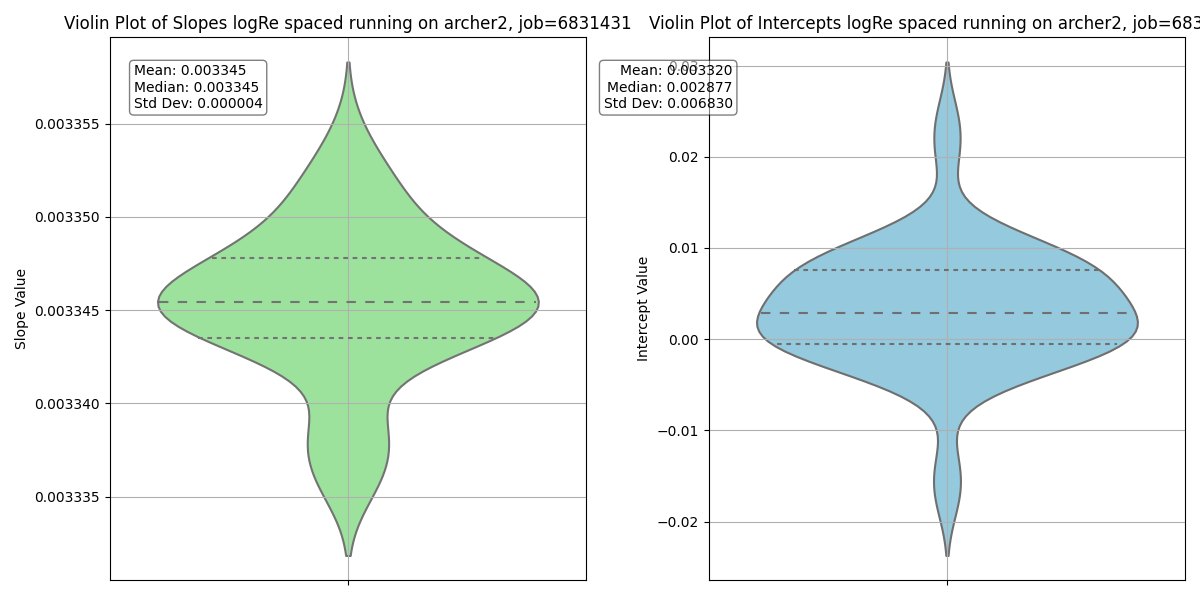 Violin Plot of Slopes logRe spaced running on archer2, job=6831431
Mean: 0.003345
Median: 0.003345
Std Dev: 0.000004
0.003355
0.003350
0.003345
0.003340
0.003335
Slope Value
Violin Plot of Intercepts logRe spaced running on archer2, job=683
Mean: 0.003320
Median: 0.002877
Std Dev: 0.006830
0.03
0.02
0.01
0.00
−0.01
−0.02
Intercept Value